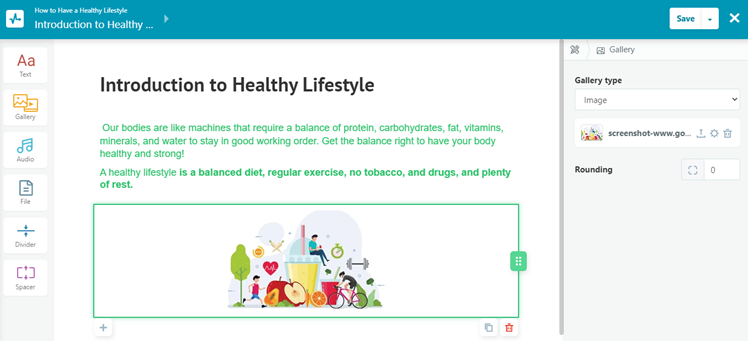 How to Have a Healthy Lifestyle
Introduction to Healthy ...
Save
Aa
Text
Gallery
Audio
File
Divider
Spacer
Introduction to Healthy Lifestyle
Our bodies are like machines that require a balance of protein, carbohydrates, fat, vitamins,
minerals, and water to stay in good working order. Get the balance right to have your body
healthy and strong!
A healthy lifestyle is a balanced diet, regular exercise, no tobacco, and drugs, and plenty
of rest.
Gallery
Gallery type
Image
screenshot-www.go...
Rounding
0